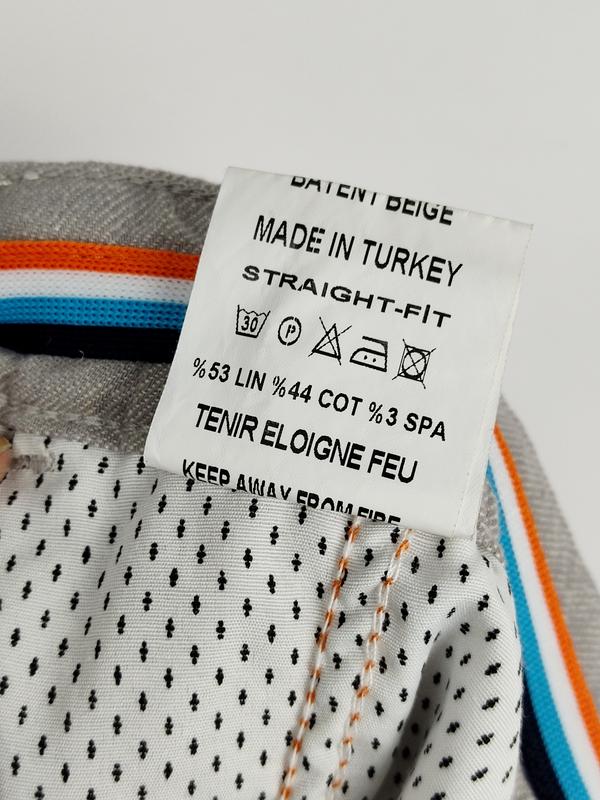 BATENT BEIGE
MADE IN TURKEY
STRAIGHT-FIT
30 P
%53 LIN %44 COT %3 SPA
TENIR ELOIGNE FEU
KEEP AWAY FROM FIRE